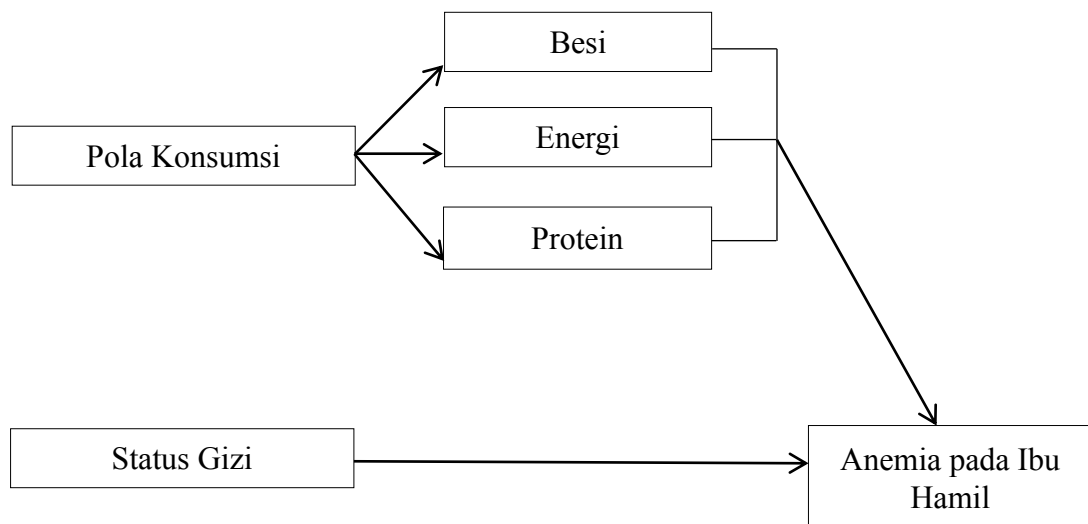 Besi
Energi
Pola Konsumsi
Protein
Status Gizi
Anemia pada Ibu
Hamil